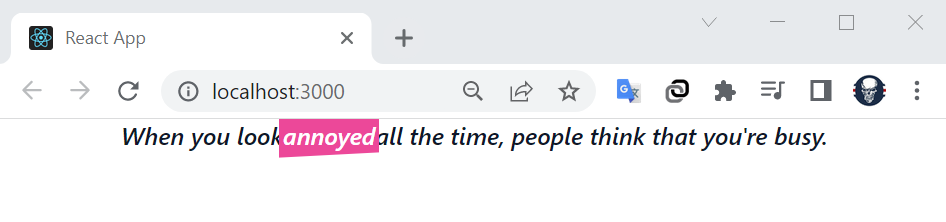 React App
localhost:3000
When you look annoyed all the time, people think that you're busy.